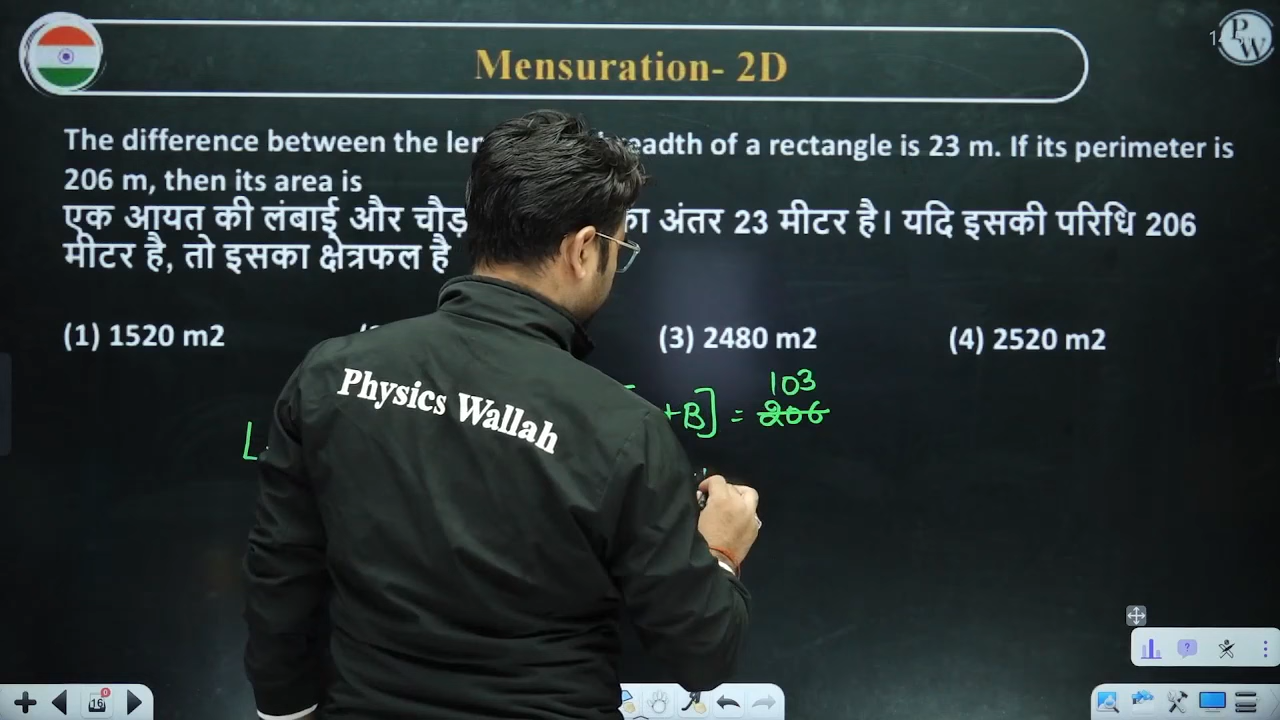 Mensuration- 2D
PW
The difference between the of a rectangle is 23 m. If its perimeter is
206 m, then its area is
एक आयत की लंबाई और अंतर 23 मीटर है। यदि इसकी परिधि 206
मीटर है, तो इसका क्षेत्रफल है
(1) 1520 m2 (3) 2480 m2 (4) 2520 m2
103
+B] = 206
L
Physics Wallah
16